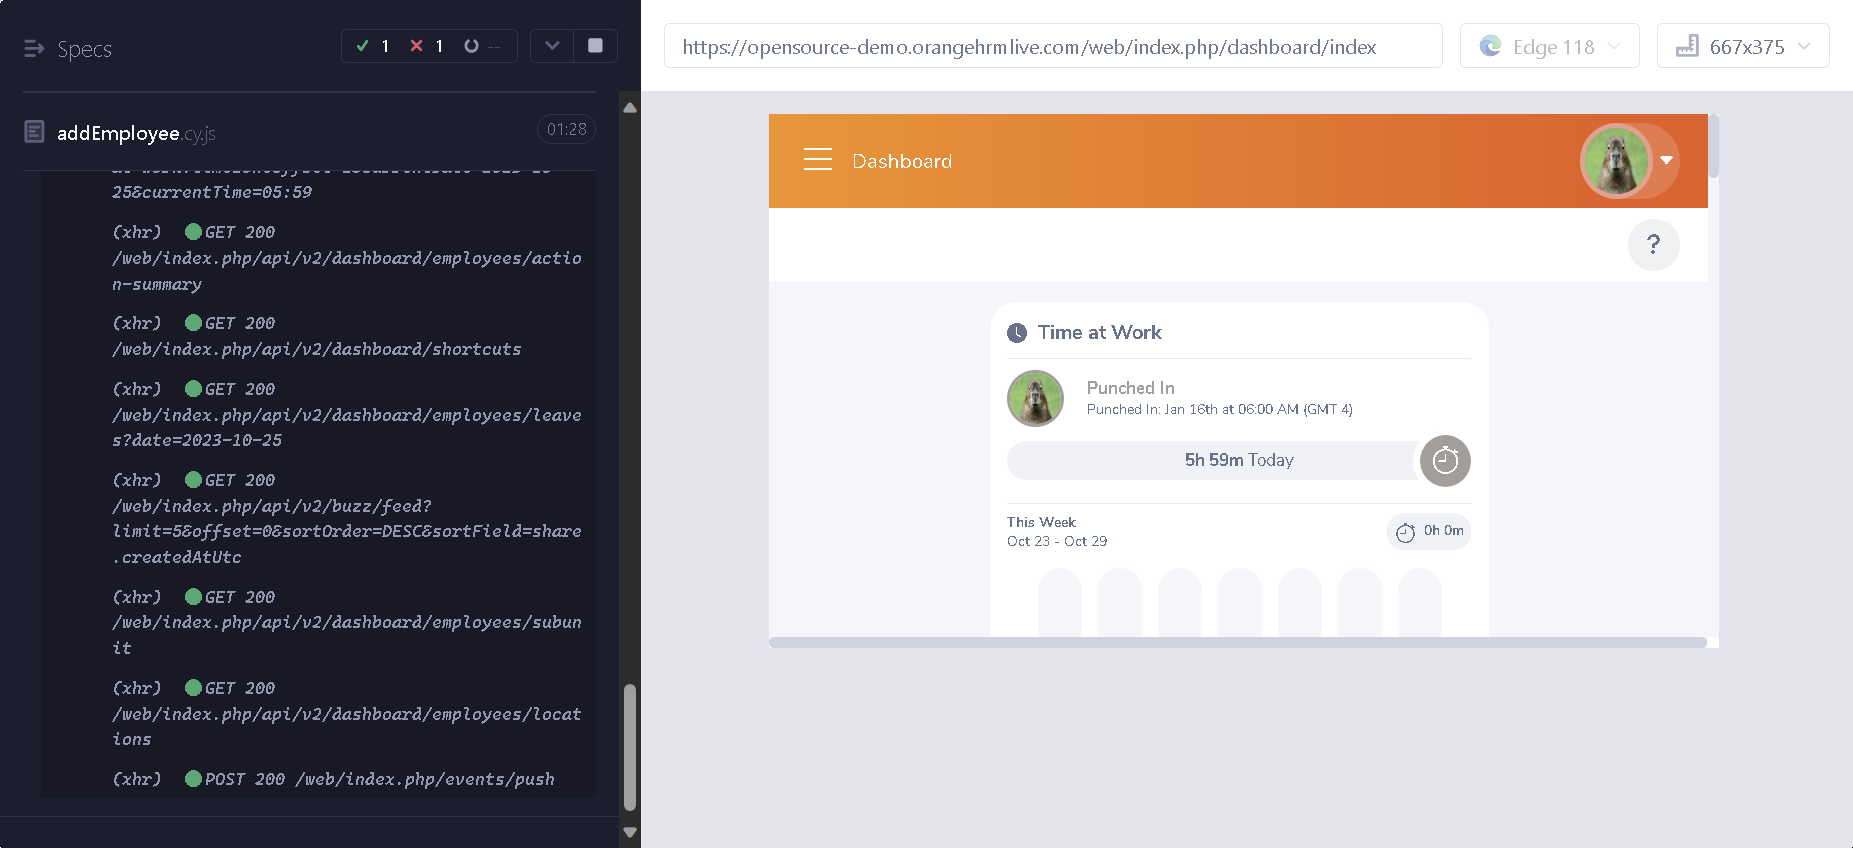 Specs
1
1
--
addEmployee.cy.js
01:28
25&currentTime=05:59
(xhr) GET 200
/web/index.php/api/v2/dashboard/employees/actio
n-summary
(xhr) GET 200
/web/index.php/api/v2/dashboard/shortcuts
(xhr) GET 200
/web/index.php/api/v2/dashboard/employees/leave
s?date=2023-10-25
(xhr) GET 200
/web/index.php/api/v2/buzz/feed?
limit=5&offset=0&sortOrder=DESC&sortField=share
.createdAtUtc
(xhr) GET 200
/web/index.php/api/v2/dashboard/employees/subun
it
(xhr) GET 200
/web/index.php/api/v2/dashboard/employees/locat
ions
(xhr) POST 200 /web/index.php/events/push
https://opensource-demo.orangehrmlive.com/web/index.php/dashboard/index
Edge 118
667x375
Dashboard
?
Time at Work
Punched In
Punched In: Jan 16th at 06:00 AM (GMT 4)
5h 59m Today
This Week
Oct 23 - Oct 29
0h 0m